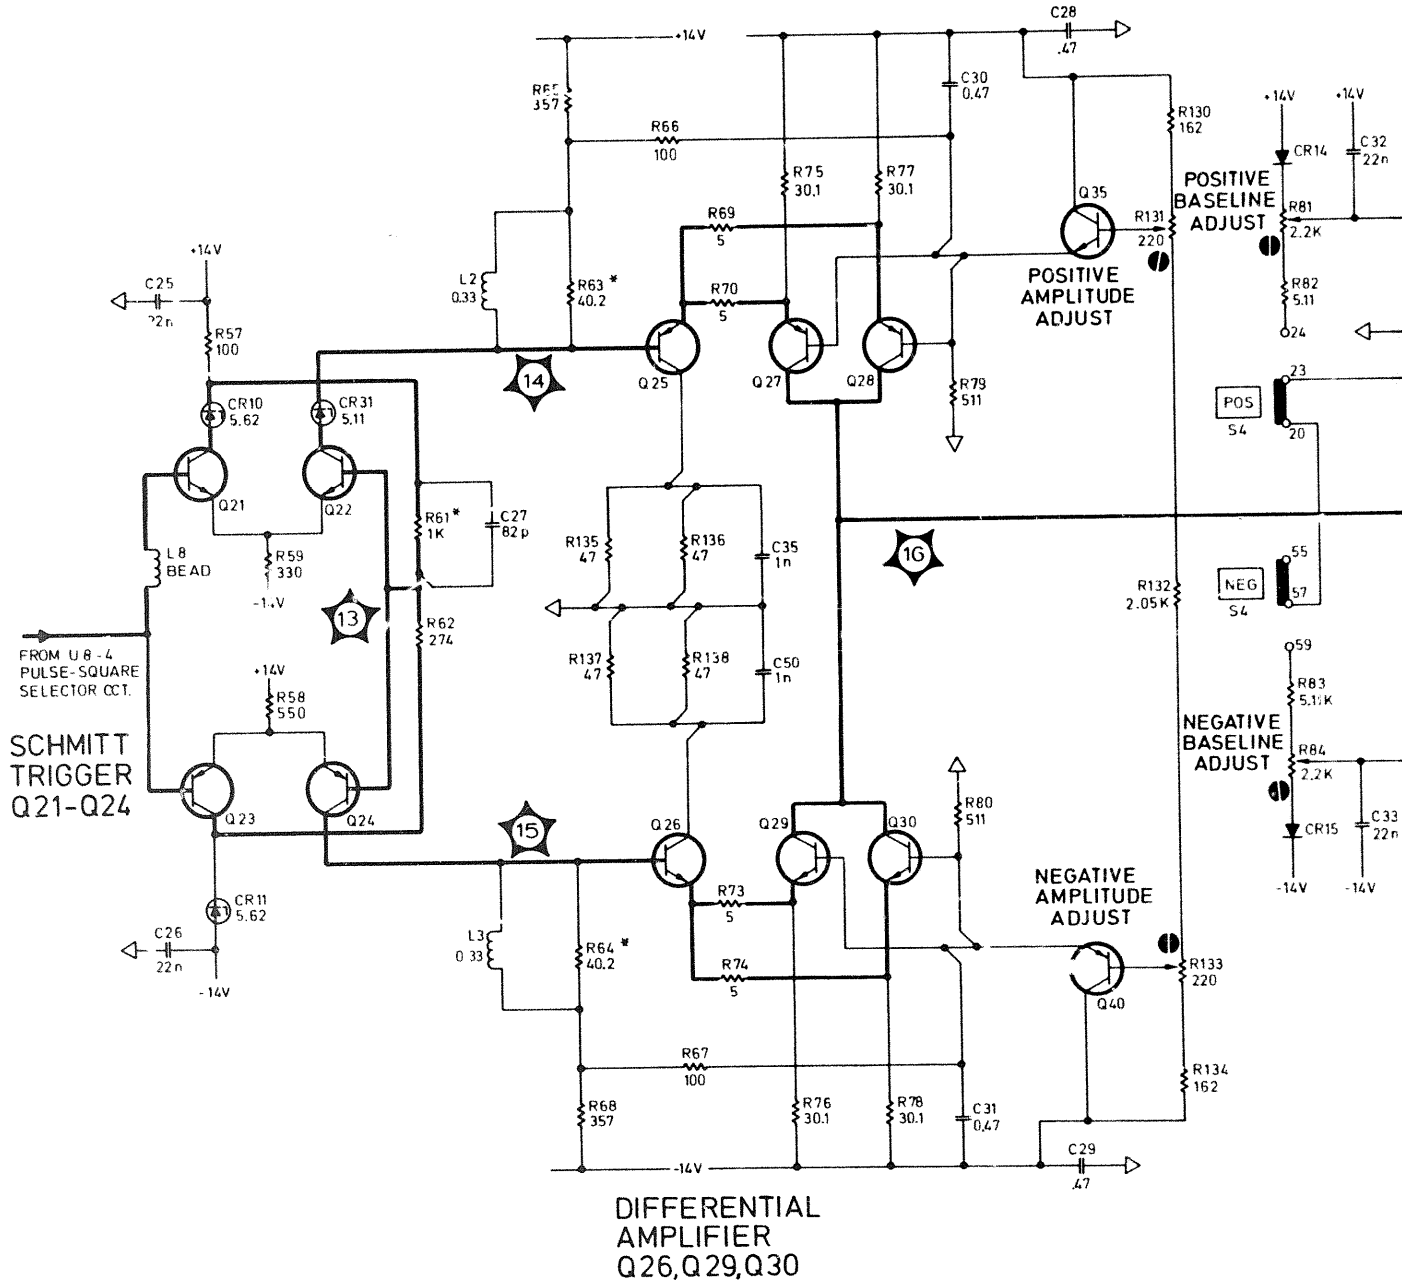 C28
.47
+14V
R65
357
C30
0.47
R66
100
R130
162
+14V
+14V
CR14
C32
22n
R75
30.1
R77
30.1
Q35
POSITIVE
BASELINE
ADJUST
R81
2.2K
R69
5
R131
220
+14V
L2
0.33
R63 *
40.2
POSITIVE
AMPLITUDE
ADJUST
R82
5.11
C25
22n
R70
5
24
R57
100
Q25
Q27
Q28
14
R79
511
23
POS
S4
20
CR10
5.62
CR31
5.11
Q21
Q22
R61 *
1K
C27
82p
R135
47
R136
47
C35
1n
16
L8
BEAD
R59
330
-14V
55
NEG
S4
57
R132
2.05K
13
R62
274
FROM U8-4
PULSE-SQUARE
SELECTOR CCT.
R137
47
R138
47
C50
1n
59
+14V
R58
550
R83
5.11K
SCHMITT
TRIGGER
Q21-Q24
NEGATIVE
BASELINE
ADJUST
R84
2.2K
Q23
Q24
15
Q26
Q29
Q30
R80
511
CR15
C33
22n
-14V
-14V
CR11
5.62
R73
5
NEGATIVE
AMPLITUDE
ADJUST
C26
22n
L3
0.33
R64 *
40.2
R74
5
R133
220
-14V
Q40
R67
100
R134
162
R68
357
R76
30.1
R78
30.1
C31
0.47
-14V
C29
.47
DIFFERENTIAL
AMPLIFIER
Q26,Q29,Q30